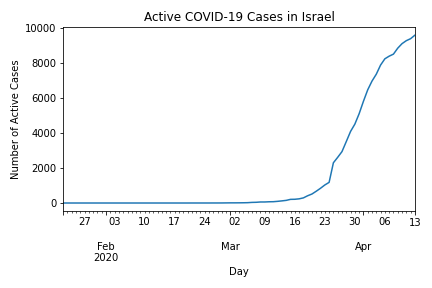 Active COVID-19 Cases in Israel
10000
8000
6000
4000
2000
0
Number of Active Cases
27 03 10 17 24 02 09 16 23 30 06 13
Feb Mar Apr
2020
Day